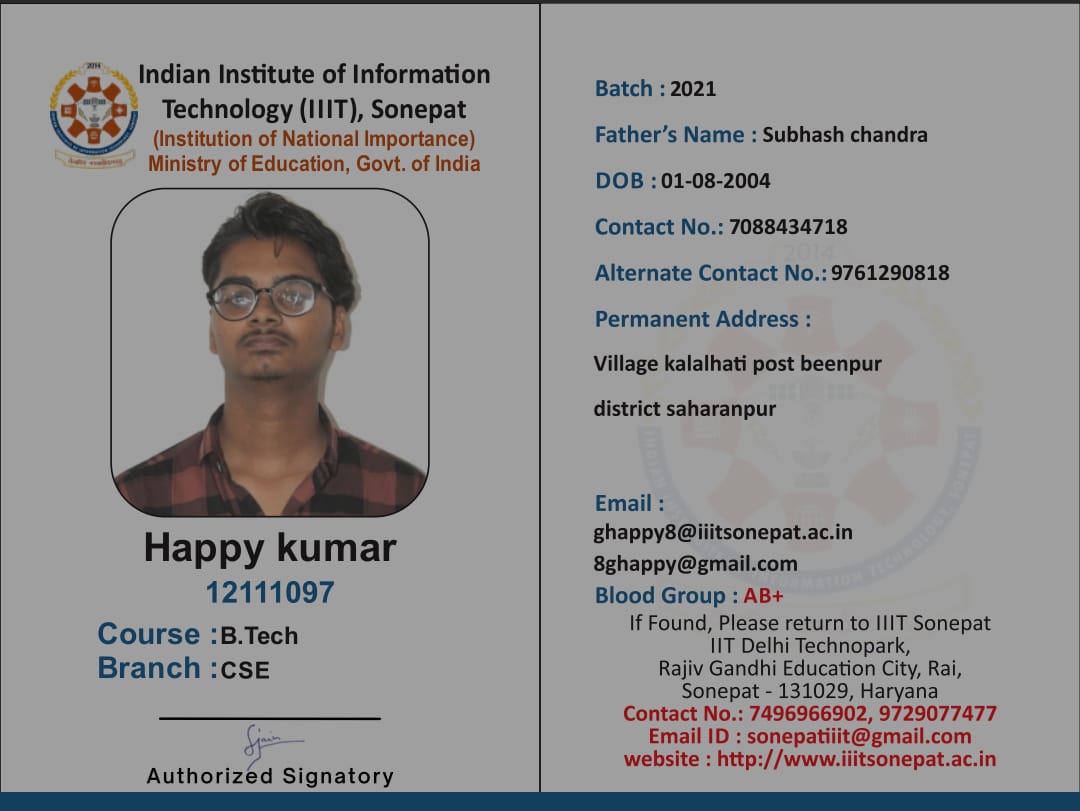 2014
Indian Institute of Information
Technology (IIIT), Sonepat
(Institution of National Importance)
Ministry of Education, Govt. of India
Happy kumar
12111097
Course : B.Tech
Branch : CSE
Authorized Signatory
Batch : 2021
Father's Name : Subhash chandra
DOB : 01-08-2004
Contact No.: 7088434718
2014
Alternate Contact No.: 9761290818
Permanent Address :
Village kalalhati post beenpur
district saharanpur
Email :
ghappy8@iiitsonepat.ac.in
8ghappy@gmail.com
Blood Group : AB+
If Found, Please return to IIIT Sonepat
IIT Delhi Technopark,
Rajiv Gandhi Education City, Rai,
Sonepat - 131029, Haryana
Contact No.: 7496966902, 9729077477
Email ID : sonepatiiit@gmail.com
website : http://www.iiitsonepat.ac.in